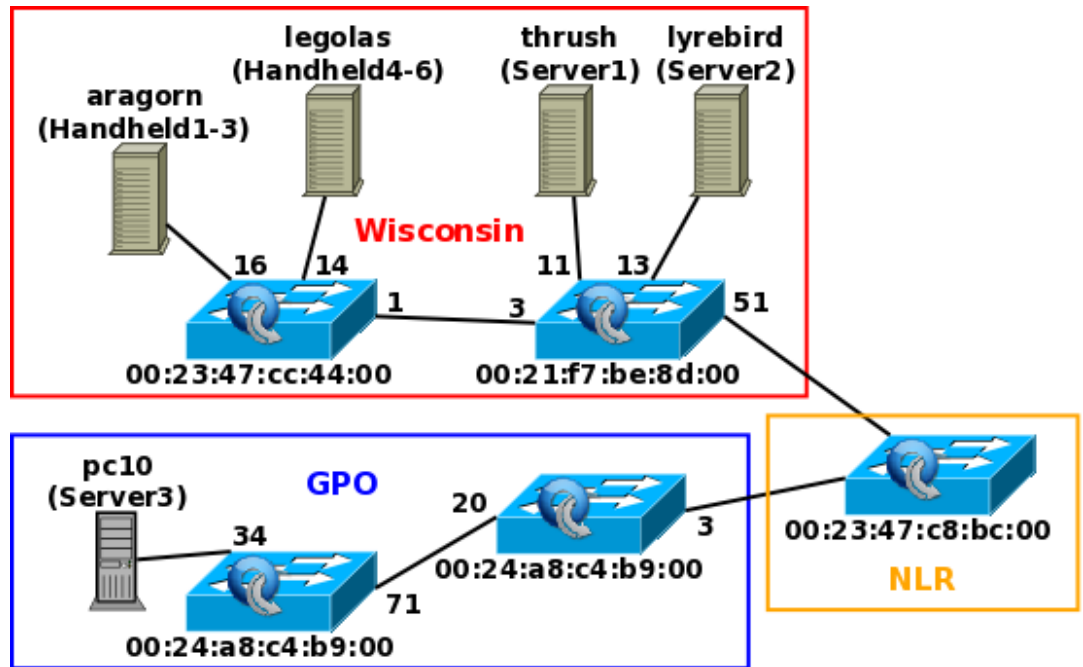 legolas
(Handheld4-6)
thrush
(Server1)
lyrebird
(Server2)
aragorn
(Handheld1-3)
Wisconsin
16
14
11
13
1
3
51
00:23:47:cc:44:00
00:21:f7:be:8d:00
pc10
(Server3)
GPO
20
3
34
71
00:24:a8:c4:b9:00
00:24:a8:c4:b9:00
00:23:47:c8:bc:00
NLR